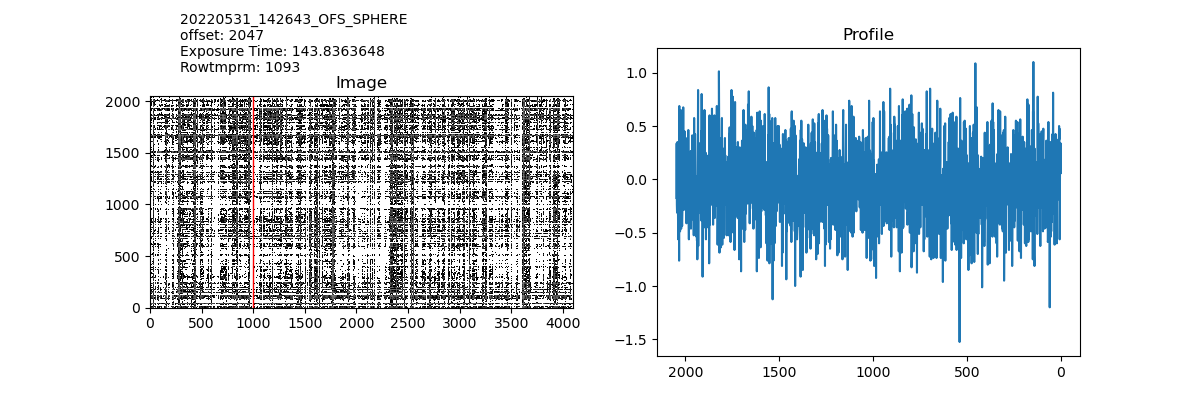 20220531_142643_OFS_SPHERE
offset: 2047
Exposure Time: 143.8363648
Rowtmprm: 1093
Image
2000
1500
1000
500
0
0 500 1000 1500 2000 2500 3000 3500 4000
Profile
1.0
0.5
0.0
−0.5
−1.0
−1.5
2000 1500 1000 500 0